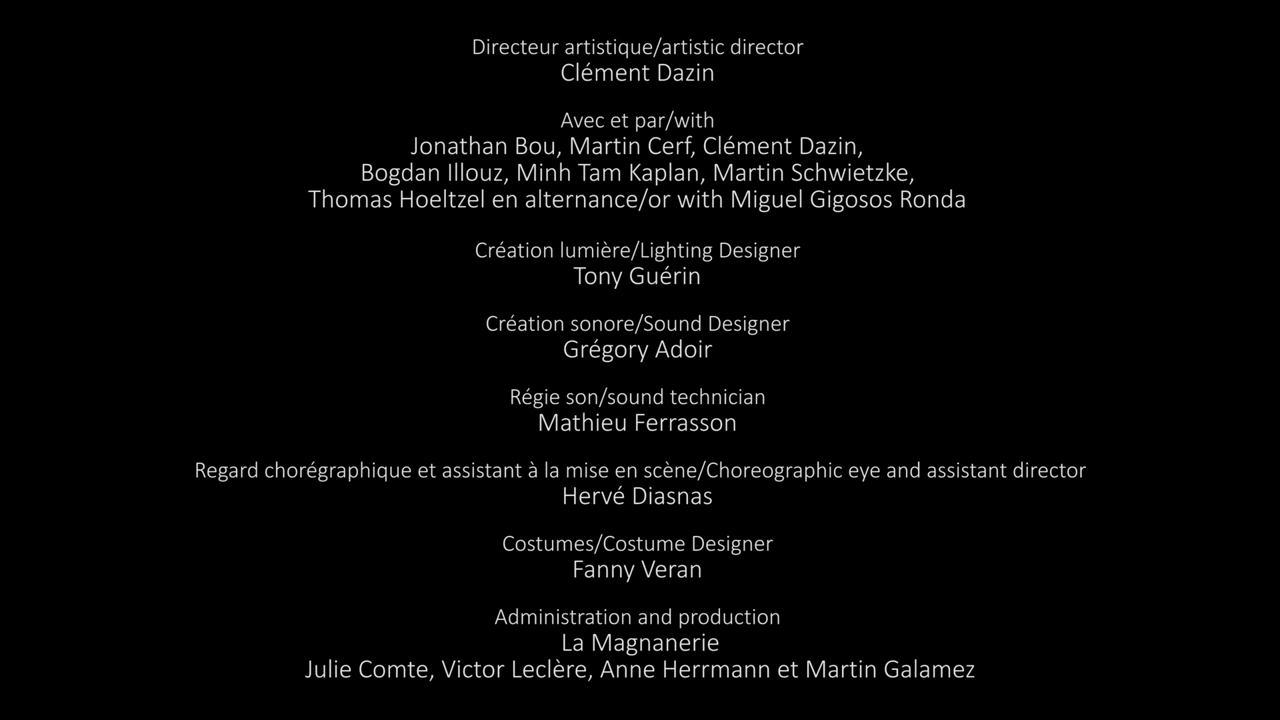 Directeur artistique/artistic director
Clément Dazin
Avec et par/with
Jonathan Bou, Martin Cerf, Clément Dazin,
Bogdan Illouz, Minh Tam Kaplan, Martin Schwietzke,
Thomas Hoeltzel en alternance/or with Miguel Gigosos Ronda
Création lumière/Lighting Designer
Tony Guérin
Création sonore/Sound Designer
Grégory Adoir
Régie son/sound technician
Mathieu Ferrasson
Regard chorégraphique et assistant à la mise en scène/Choreographic eye and assistant director
Hervé Diasnas
Costumes/Costume Designer
Fanny Veran
Administration and production
La Magnanerie
Julie Comte, Victor Leclère, Anne Herrmann et Martin Galamez